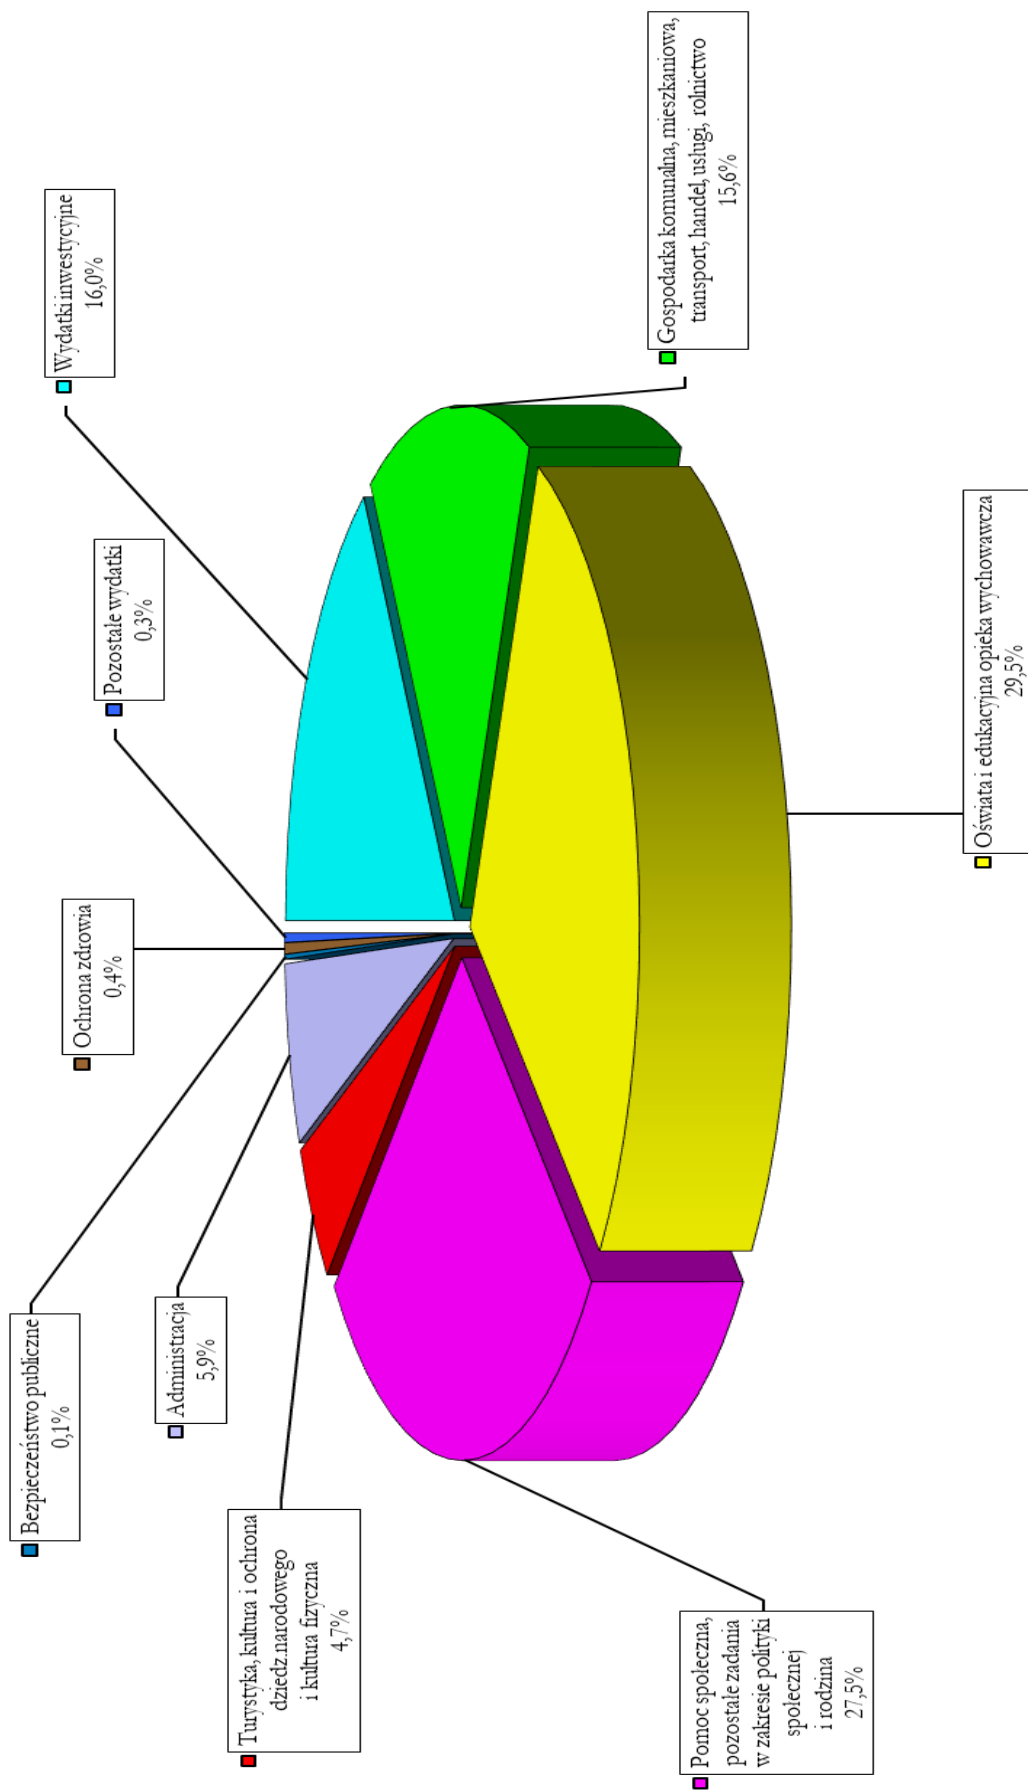 Bezpieczeństwo publiczne
0,1%
Ochrona zdrowia
0,4%
Pozostałe wydatki
0,3%
Wydatki inwestycyjne
16,0%
Administracja
5,9%
Turystyka, kultura i ochrona
dziedz.narodowego
i kultura fizyczna
4,7%
Gospodarka komunalna, mieszkaniowa,
transport, handel, usługi, rolnictwo
15,6%
Pomoc społeczna,
pozostałe zadania
w zakresie polityki
społecznej
i rodzina
27,5%
Oświata i edukacyjna opieka wychowawcza
29,5%